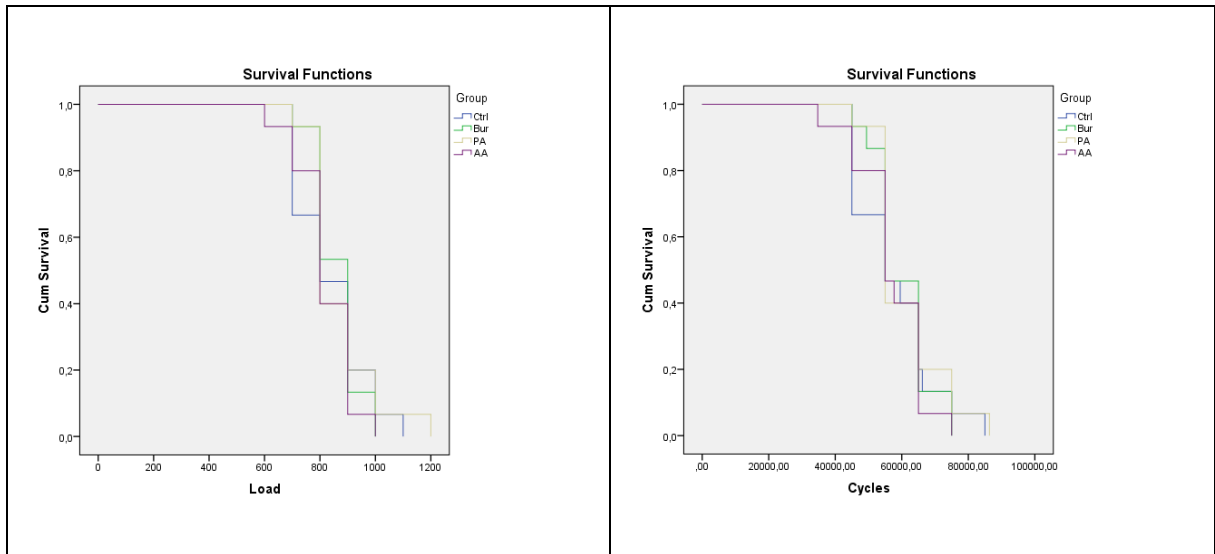 Survival Functions
Group
Ctrl
Bur
PA
AA
1,0
0,8
0,6
0,4
0,2
0,0
Cum Survival
0 200 400 600 800 1000 1200
Load
Survival Functions
Group
Ctrl
Bur
PA
AA
1,0
0,8
0,6
0,4
0,2
0,0
Cum Survival
,00 20000,00 40000,00 60000,00 80000,00 100000,00
Cycles